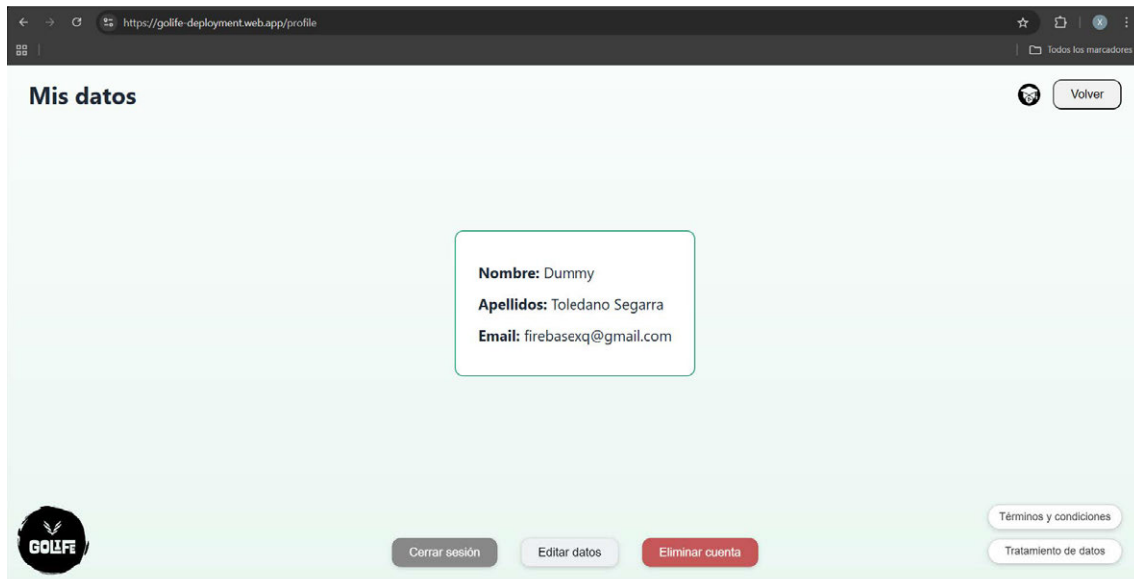 https://golife-deployment.web.app/profile
X
Todos los marcadores
Mis datos
Volver
Nombre: Dummy
Apellidos: Toledano Segarra
Email: firebasexq@gmail.com
Términos y condiciones
GOLIFE
Cerrar sesión
Editar datos
Eliminar cuenta
Tratamiento de datos